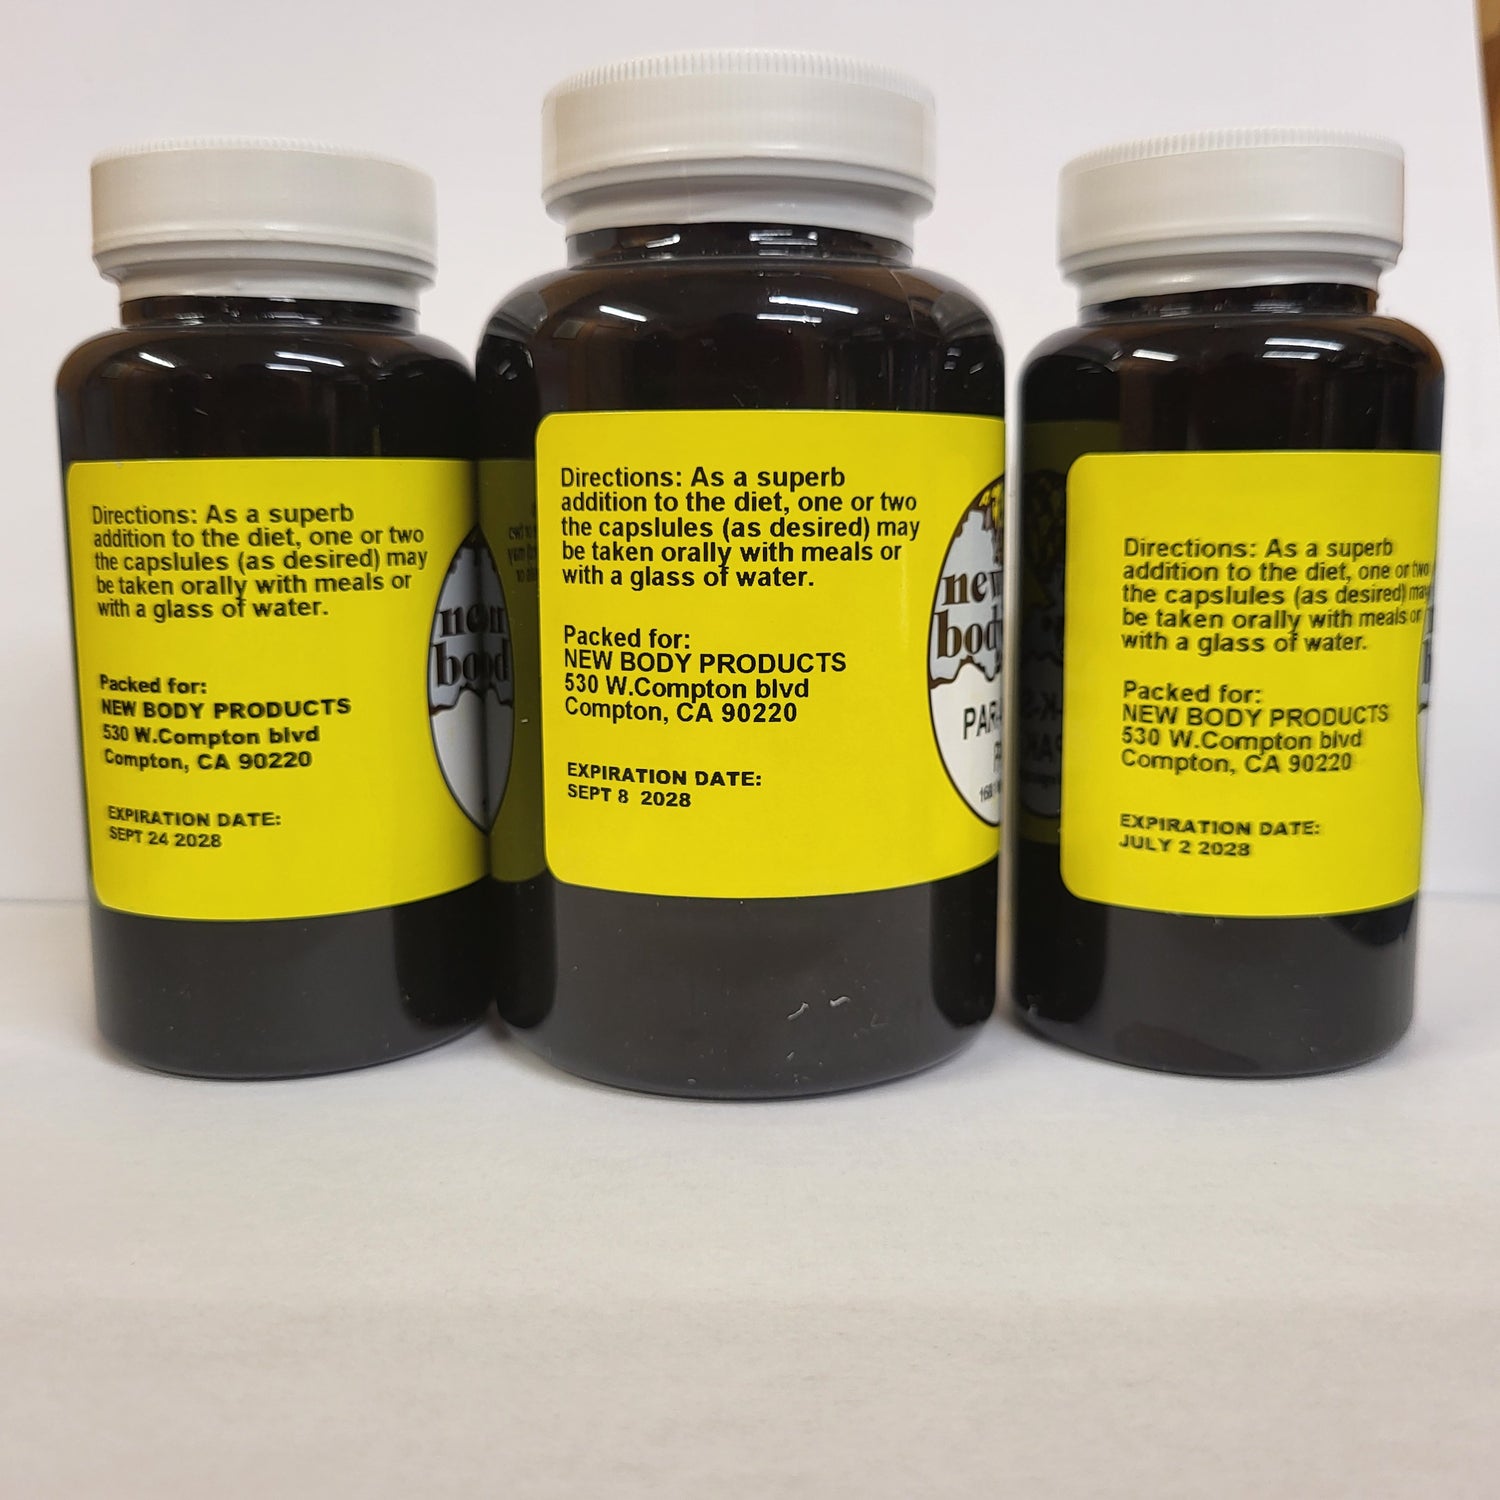 Directions: As a superb
addition to the diet, one or two
the capslules (as desired) may
be taken orally with meals or
with a glass of water.
Packed for:
NEW BODY PRODUCTS
530 W.Compton blvd
Compton, CA 90220
EXPIRATION DATE:
SEPT 24 2028
Directions: As a superb
addition to the diet, one or two
the capslules (as desired) may
be taken orally with meals or
with a glass of water.
Packed for:
NEW BODY PRODUCTS
530 W.Compton blvd
Compton, CA 90220
EXPIRATION DATE:
SEPT 8 2028
new
body
Directions: As a superb
addition to the diet, one or two
the capslules (as desired) may
be taken orally with meals or
with a glass of water.
Packed for:
NEW BODY PRODUCTS
530 W.Compton blvd
Compton, CA 90220
EXPIRATION DATE:
JULY 2 2028